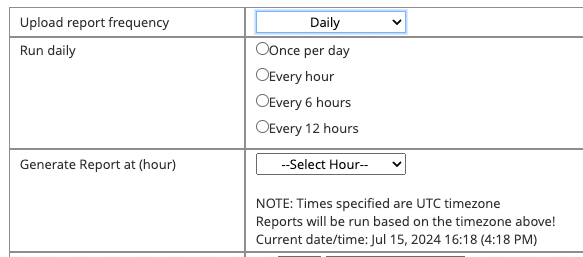 Upload report frequency
Daily
Run daily
Once per day
Every hour
Every 6 hours
Every 12 hours
Generate Report at (hour)
--Select Hour--
NOTE: Times specified are UTC timezone
Reports will be run based on the timezone above!
Current date/time: Jul 15, 2024 16:18 (4:18 PM)